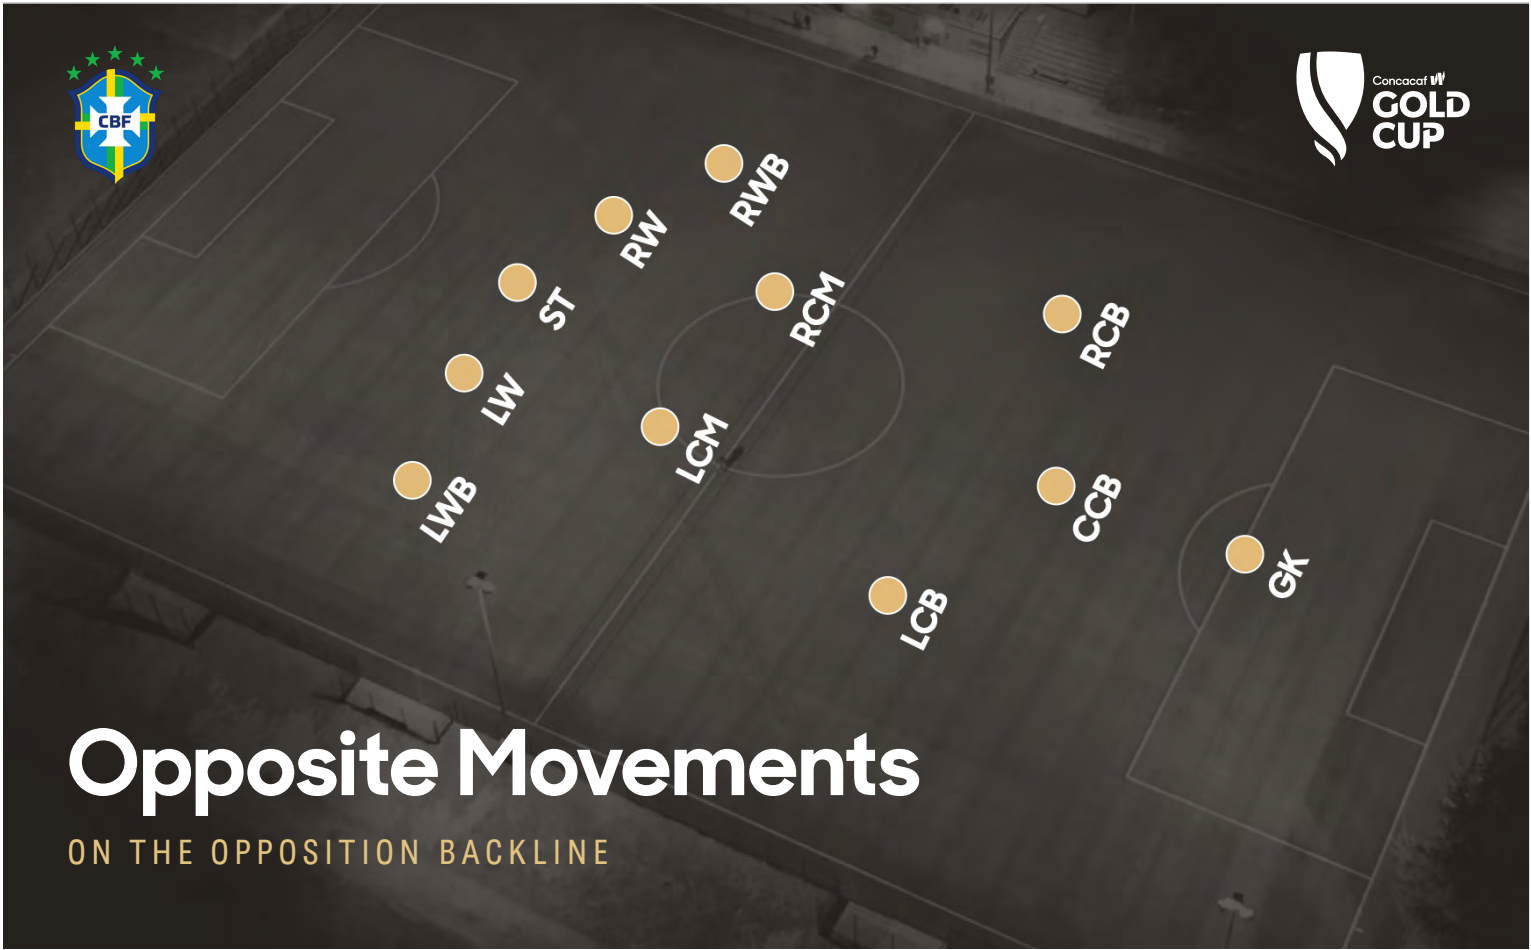 CBF
Concacaf W
GOLD
CUP
RWB
RW
ST
RCM
RCB
LW
LCM
LWB
CCB
GK
LCB
Opposite Movements
ON THE OPPOSITION BACKLINE